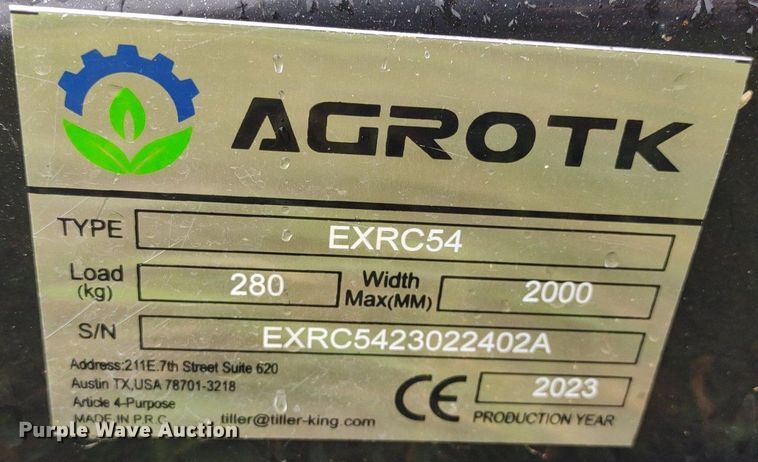 AGROTK
TYPE EXRC54
Load (kg) 280 Width Max(MM) 2000
S/N EXRC5423022402A
Address:211E.7th Street Suite 620
Austin TX,USA 78701-3218
Article 4-Purpose
MADE IN P.R.C tiller@tiller-king.com
CE 2023
PRODUCTION YEAR
Purple Wave Auction